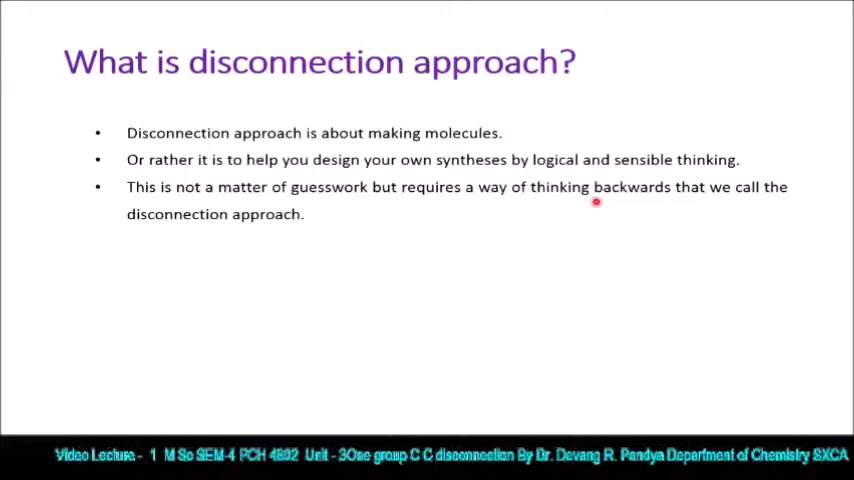 What is disconnection approach?
• Disconnection approach is about making molecules.
• Or rather it is to help you design your own syntheses by logical and sensible thinking.
• This is not a matter of guesswork but requires a way of thinking backwards that we call the
disconnection approach.
Video Lecture - 1 M Sc SEM-4 PCH 4802 Unit - 3One group C C disconnection By Dr. Devang R. Pandya Department of Chemistry SXCA